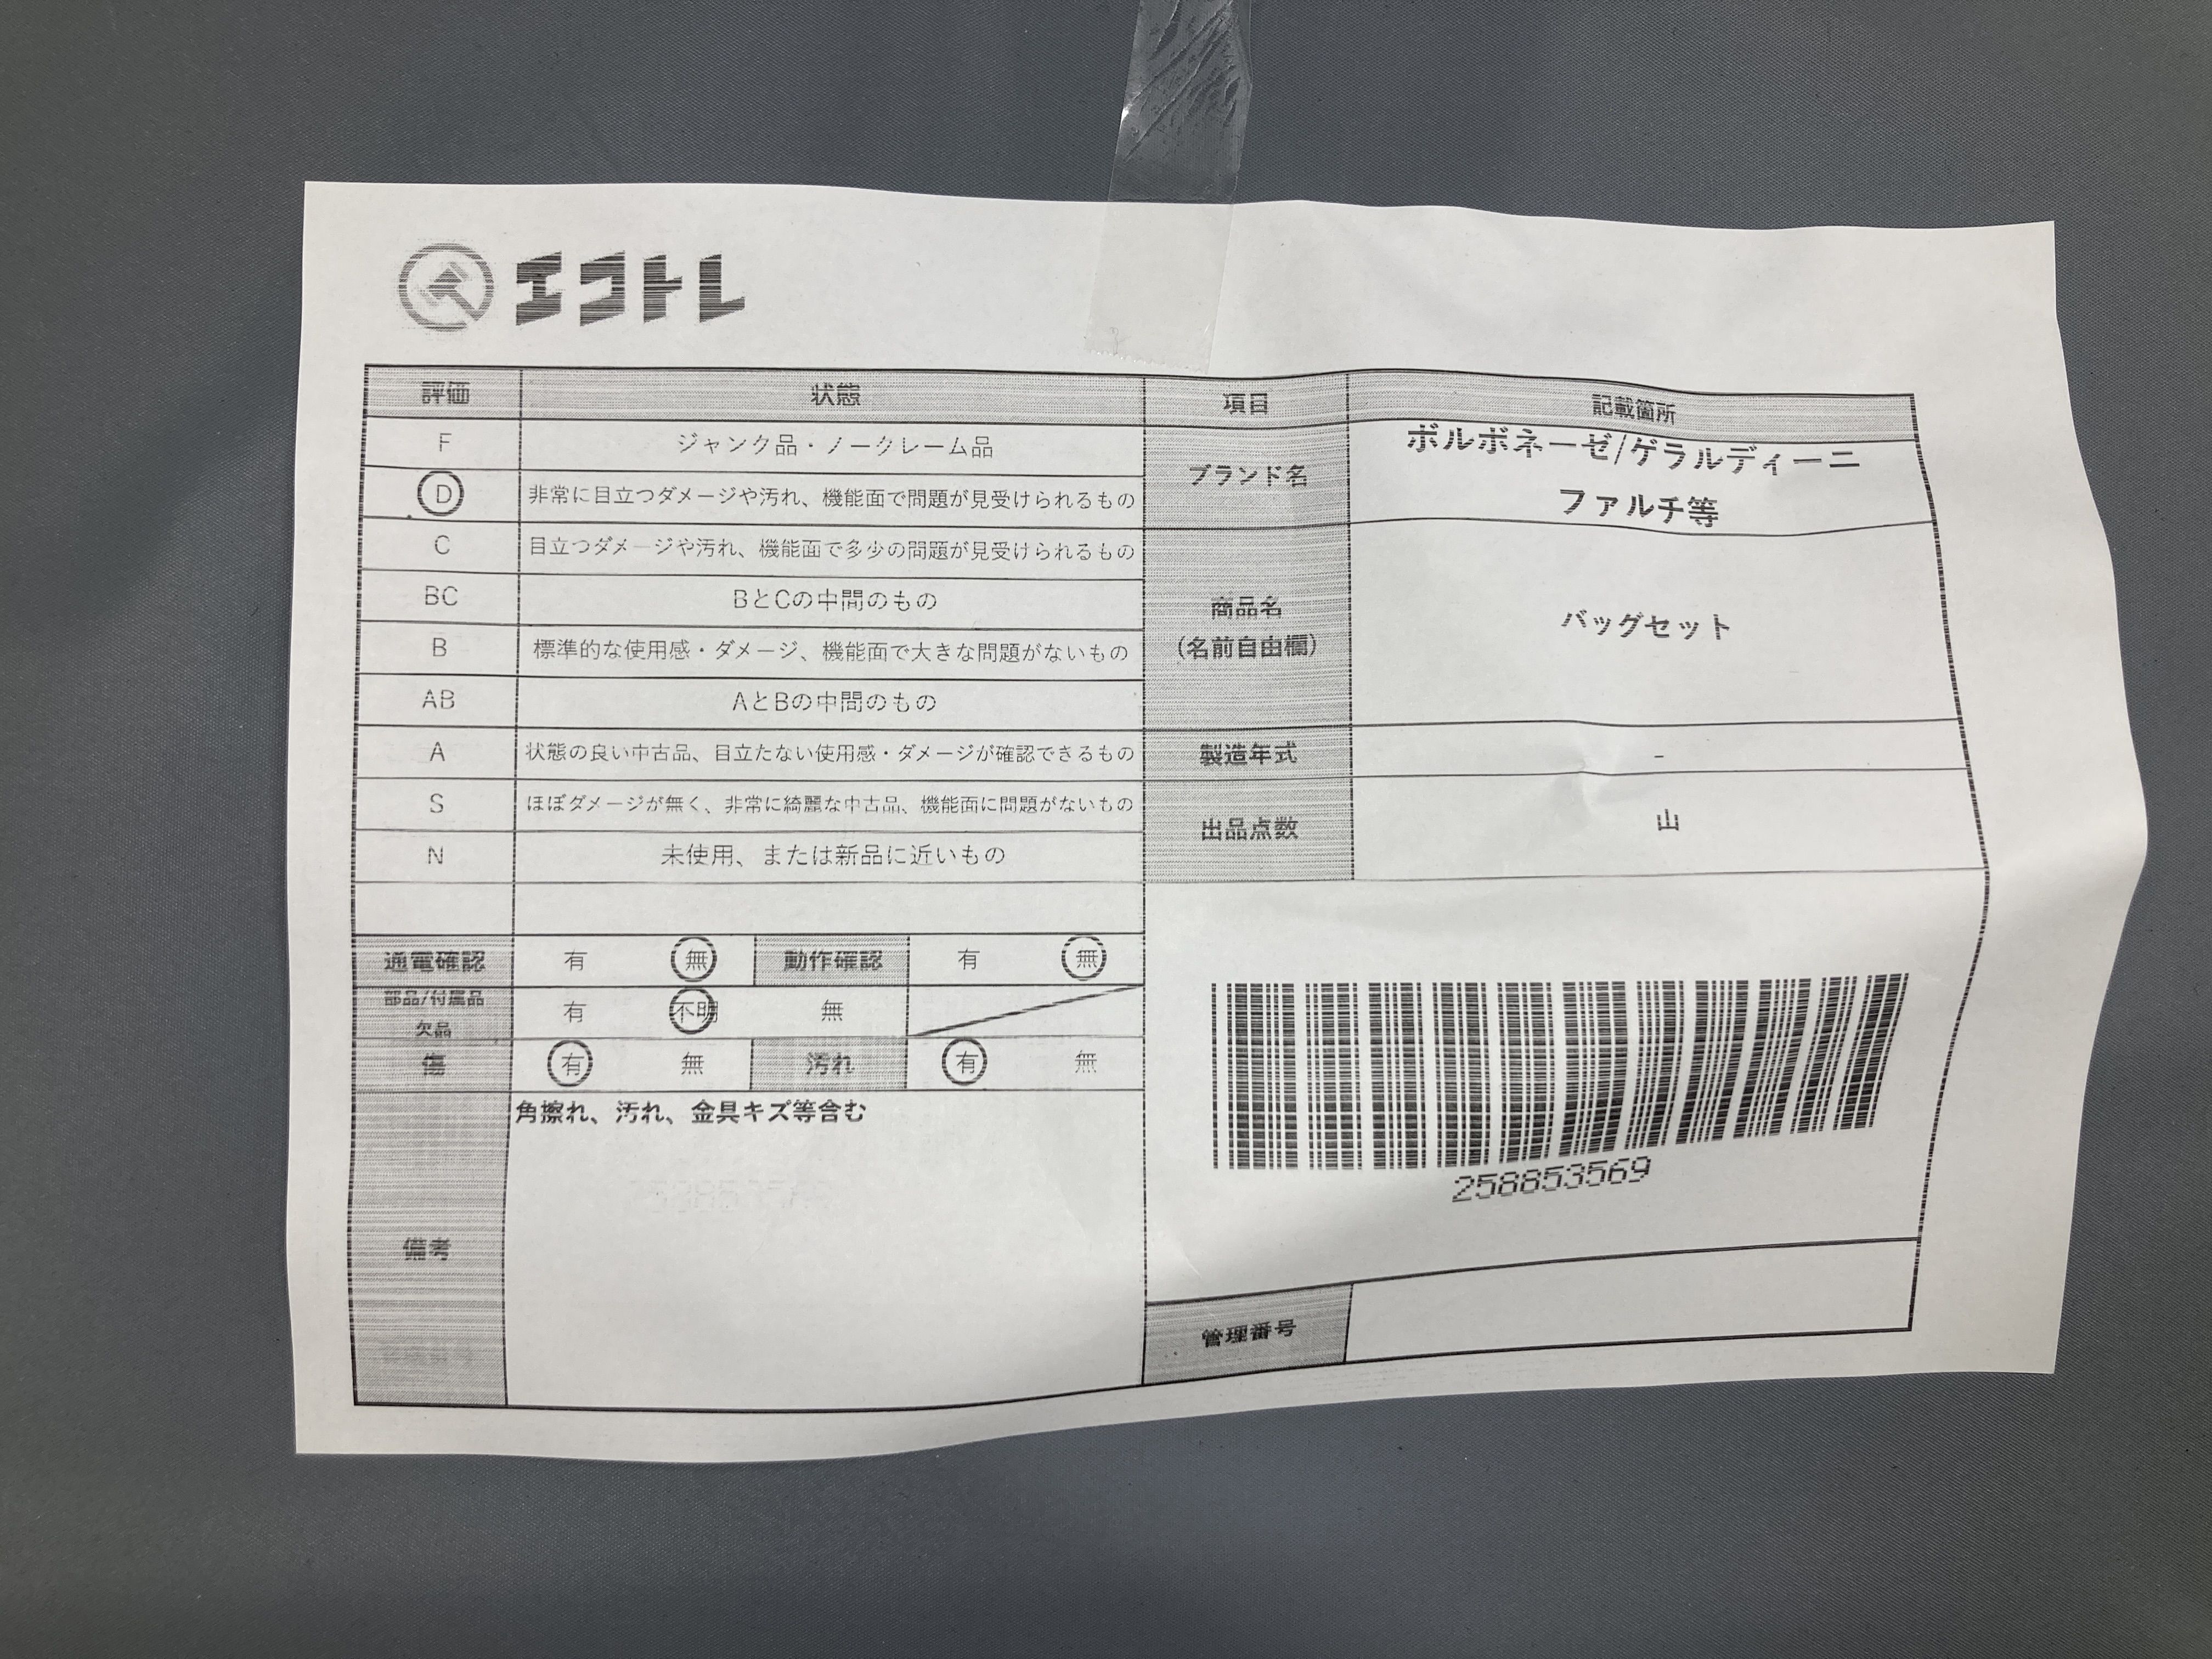 エコトレ
評価 状態 項目 記載箇所
F ジャンク品・ノークレーム品
D 非常に目立つダメージや汚れ、機能面で問題が見受けられるもの
C 目立つダメージや汚れ、機能面で多少の問題が見受けられるもの
BC BとCの中間のもの
B 標準的な使用感・ダメージ、機能面で大きな問題がないもの
AB AとBの中間のもの
A 状態の良い中古品、目立たない使用感・ダメージが確認できるもの
S ほぼダメージが無く、非常に綺麗な中古品、機能面に問題がないもの
N 未使用、または新品に近いもの
ブランド名 ボルボネーゼ/ゲラルディーニ
ファルチ等
商品名
(名前自由欄)
バッグセット
製造年式 -
出品点数 山
通電確認 有 無 動作確認 有 無
部品/付属品
欠品
有 不明 無
傷 有 無 汚れ 有 無
備考
角擦れ、汚れ、金具キズ等含む
258853569
管理番号